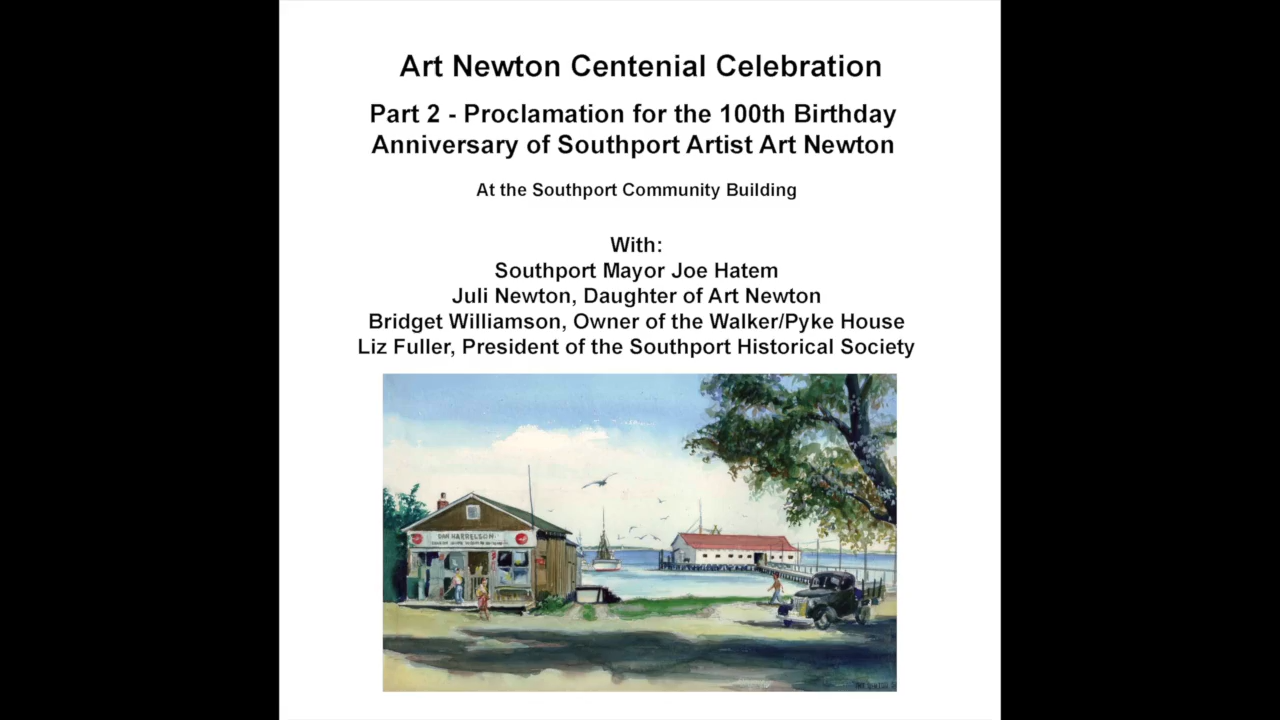 Art Newton Centenial Celebration
Part 2 - Proclamation for the 100th Birthday
Anniversary of Southport Artist Art Newton
At the Southport Community Building
With:
Southport Mayor Joe Hatem
Juli Newton, Daughter of Art Newton
Bridget Williamson, Owner of the Walker/Pyke House
Liz Fuller, President of the Southport Historical Society
DAN HARRELSON